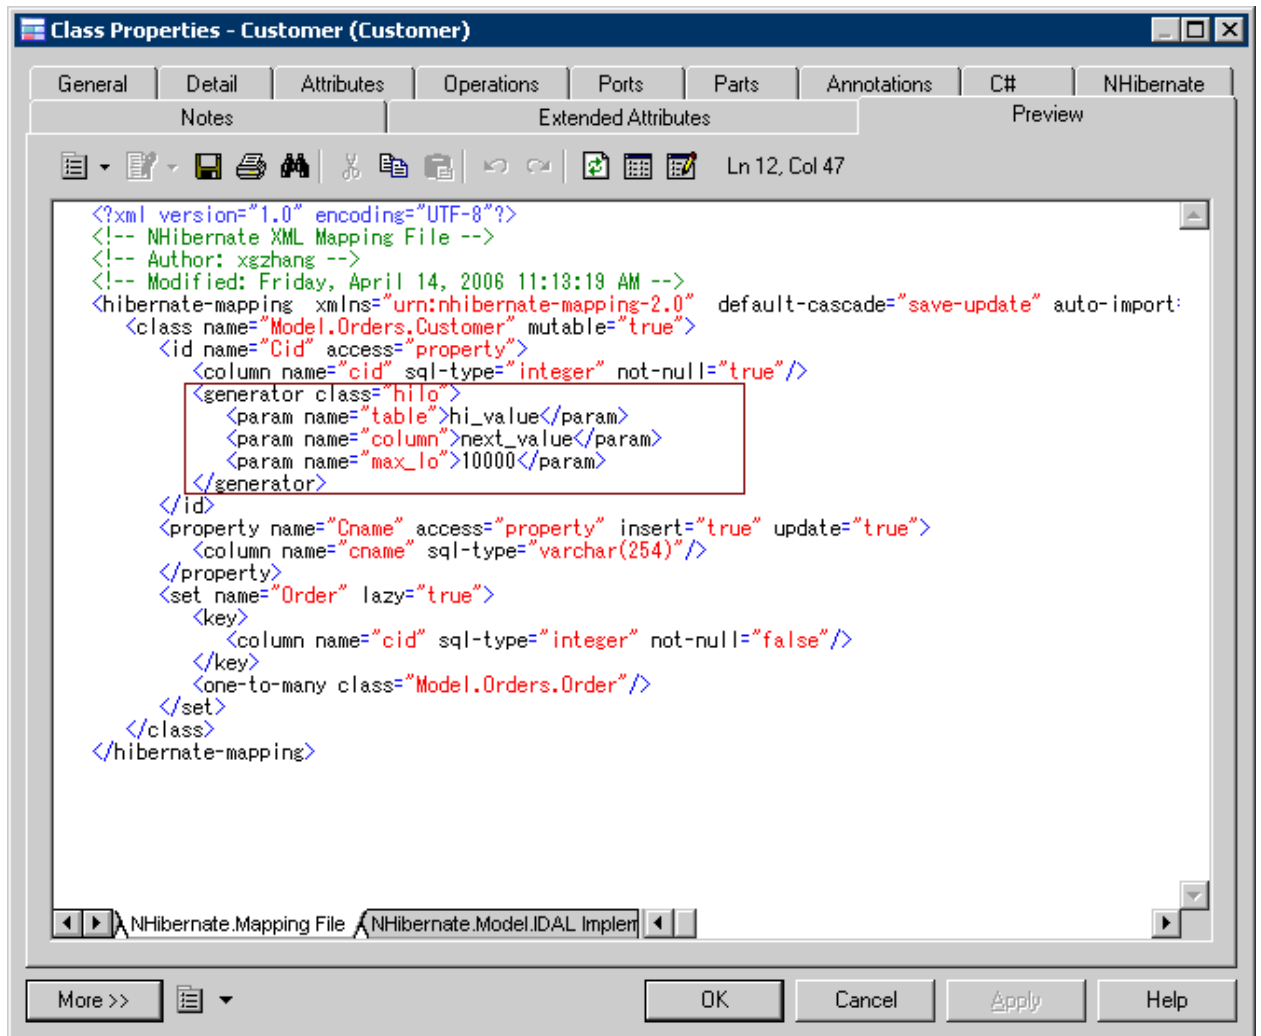 Class Properties - Customer (Customer)
General Detail Attributes Operations Ports Parts Annotations C# NHibernate
Notes Extended Attributes Preview
Ln 12, Col 47
<?xml version="1.0" encoding="UTF-8"?>
<!-- NHibernate XML Mapping File -->
<!-- Author: xgzhang -->
<!-- Modified: Friday, April 14, 2006 11:13:19 AM -->
<hibernate-mapping  xmlns="urn:nhibernate-mapping-2.0"  default-cascade="save-update" auto-import=
<class name="Model.Orders.Customer" mutable="true">
<id name="Cid" access="property">
<column name="cid" sql-type="integer" not-null="true"/>
<generator class="hilo">
<param name="table">hi_value</param>
<param name="column">next_value</param>
<param name="max_lo">10000</param>
</generator>
</id>
<property name="Cname" access="property" insert="true" update="true">
<column name="cname" sql-type="varchar(254)"/>
</property>
<set name="Order" lazy="true">
<key>
<column name="cid" sql-type="integer" not-null="false"/>
</key>
<one-to-many class="Model.Orders.Order"/>
</set>
</class>
</hibernate-mapping>
NHibernate.Mapping File NHibernate.Model.IDAL Implem
More >> OK Cancel Apply Help